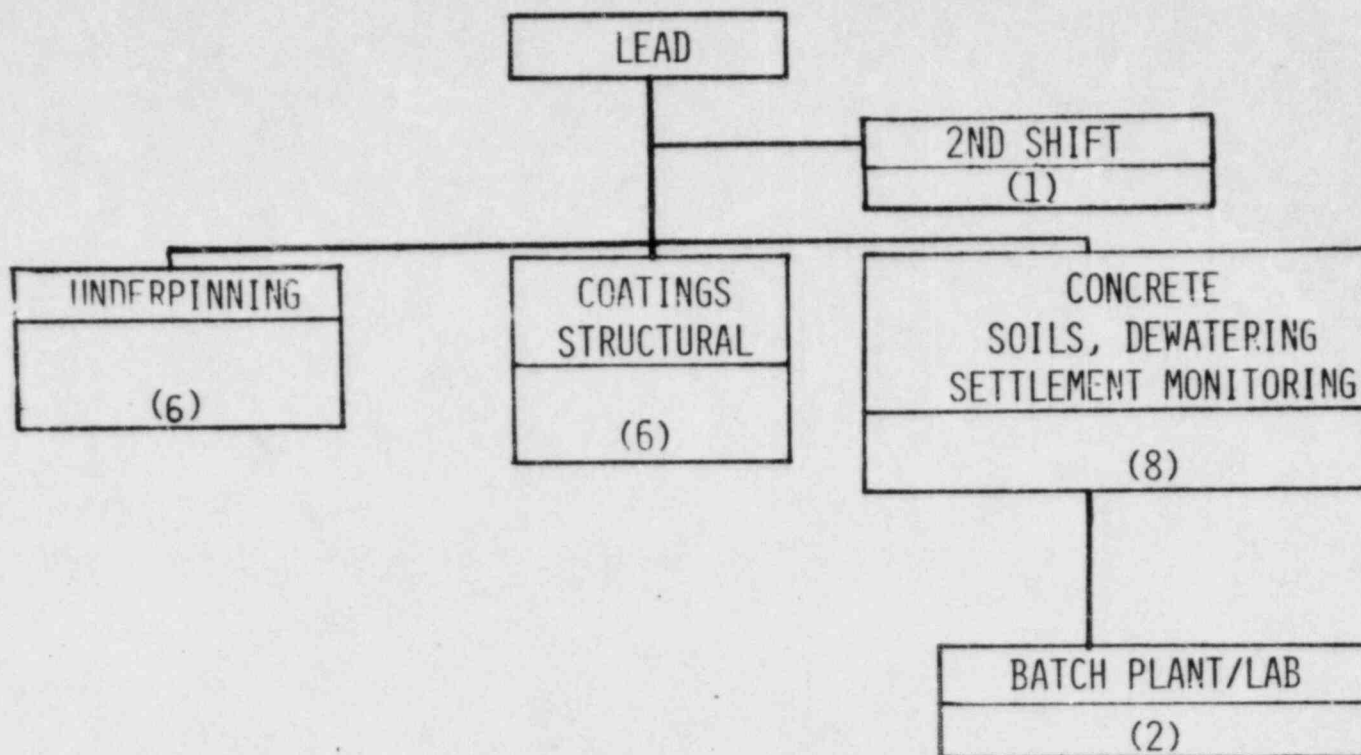 LEAD
2ND SHIFT
(1)
UNDERPINNING
(6)
COATINGS
STRUCTURAL
(6)
CONCRETE
SOILS, DEWATERING
SETTLEMENT MONITORING
(8)
BATCH PLANT/LAB
(2)